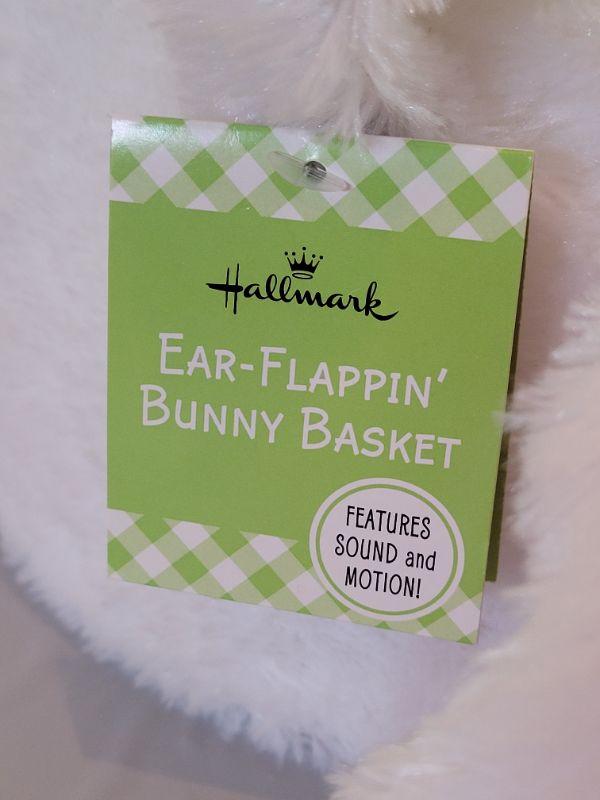 Hallmark
EAR-FLAPPIN'
BUNNY BASKET
FEATURES
SOUND and
MOTION!